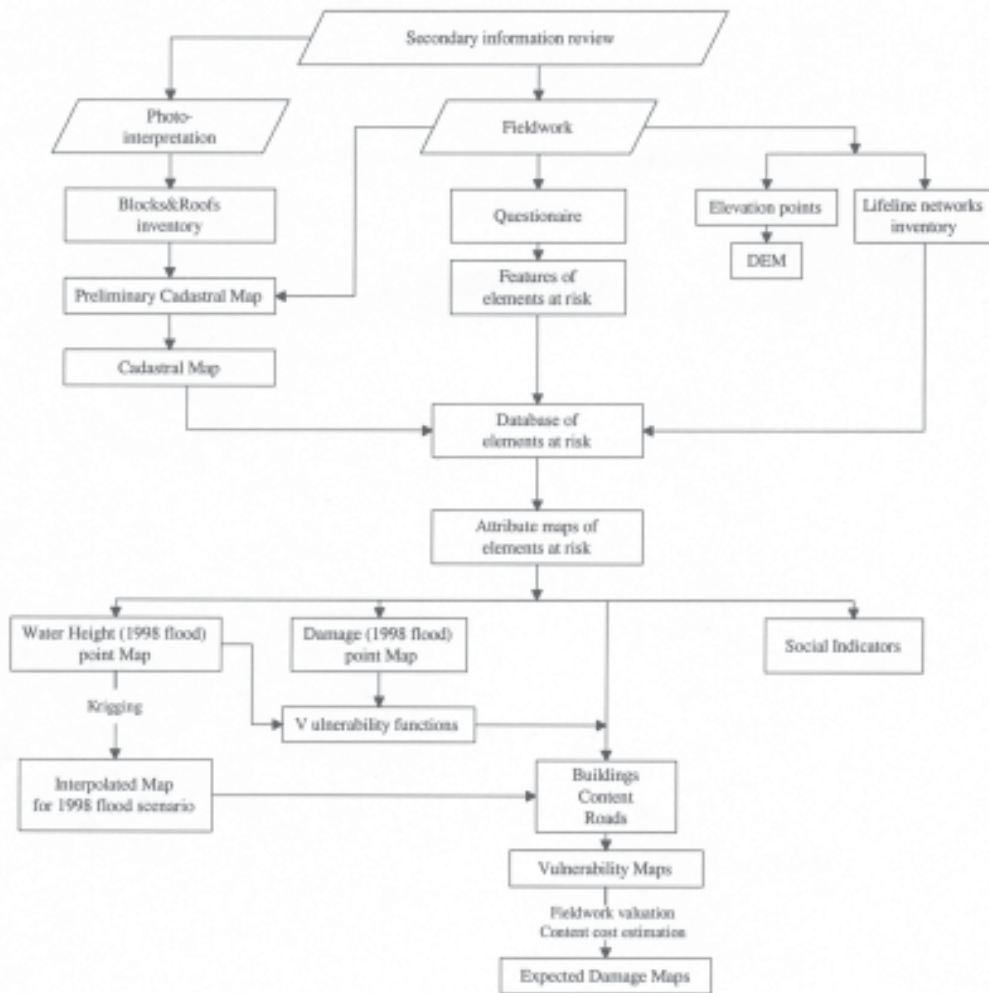 Secondary information review
Photo-
interpretation
Fieldwork
Blocks&Roofs
inventory
Questionaire
Elevation points
Lifeline networks
inventory
DEM
Preliminary Cadastral Map
Features of
elements at risk
Cadastral Map
Database of
elements at risk
Attribute maps of
elements at risk
Water Height (1998 flood)
point Map
Damage (1998 flood)
point Map
Social Indicators
Krigging
V ulnerability functions
Interpolated Map
for 1998 flood scenario
Buildings
Content
Roads
Vulnerability Maps
Fieldwork valuation
Content cost estimation
Expected Damage Maps